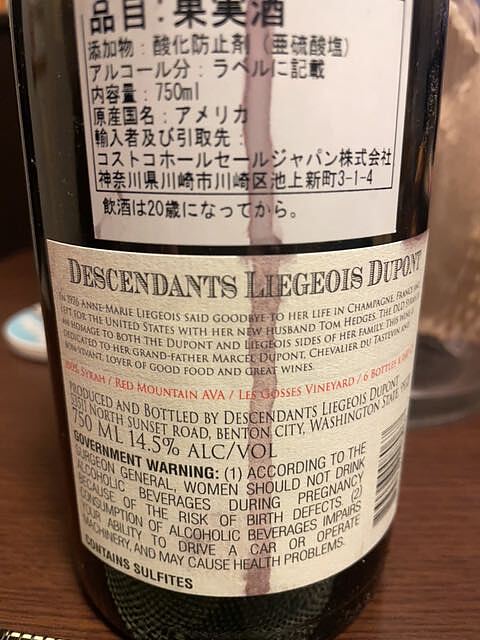 品目：果実酒
添加物：酸化防止剤（亜硫酸塩）
アルコール分：ラベルに記載
内容量：750ml
原産国名：アメリカ
輸入者及び引取先：
コストコホールセールジャパン株式会社
神奈川県川崎市川崎区池上新町3-1-4
飲酒は20歳になってから。
DESCENDANTS LIEGEOIS DUPONT
IN 1976 ANNE-MARIE LIEGEOIS SAID GOODBYE TO HER LIFE IN CHAMPAGNE, FRANCE AND
LEFT FOR THE UNITED STATES WITH HER NEW HUSBAND TOM HEDGES. THE DLD SYRAH IS
AN HOMAGE TO BOTH THE DUPONT AND LIEGEOIS SIDES OF HER FAMILY. THIS WINE IS
DEDICATED TO HER GRAND-FATHER MARCEL DUPONT, CHEVALIER DU TASTEVIN AND
BON-VIVANT, LOVER OF GOOD FOOD AND GREAT WINES.
100% SYRAH / RED MOUNTAIN AVA / LES GOSSES VINEYARD / 6 BOTTLES
PRODUCED AND BOTTLED BY DESCENDANTS LIEGEOIS DUPONT
NORTH SUNSET ROAD, BENTON CITY, WASHINGTON STATE,
750 ML 14.5% ALC/VOL
GOVERNMENT WARNING: (1) ACCORDING TO THE
SURGEON GENERAL, WOMEN SHOULD NOT DRINK
ALCOHOLIC BEVERAGES DURING PREGNANCY
BECAUSE OF THE RISK OF BIRTH DEFECTS (2)
CONSUMPTION OF ALCOHOLIC BEVERAGES IMPAIRS
YOUR ABILITY TO DRIVE A CAR OR OPERATE
MACHINERY, AND MAY CAUSE HEALTH PROBLEMS.
CONTAINS SULFITES